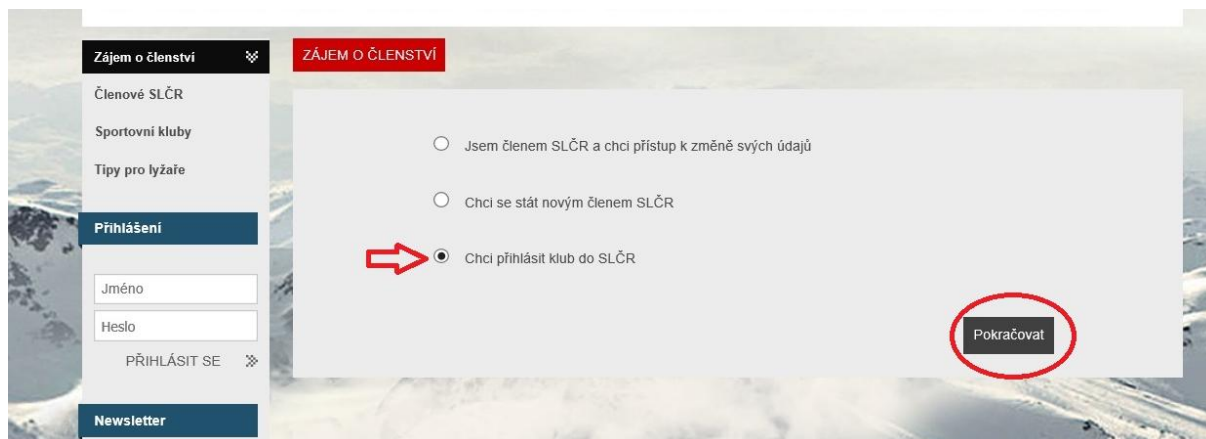 Zájem o členství
Členové SLČR
Sportovní kluby
Tipy pro lyžaře
Přihlášení
Jméno
Heslo
PŘIHLÁSIT SE
Newsletter
ZÁJEM O ČLENSTVÍ
Jsem členem SLČR a chci přístup k změně svých údajů
Chci se stát novým členem SLČR
Chci přihlásit klub do SLČR
Pokračovat